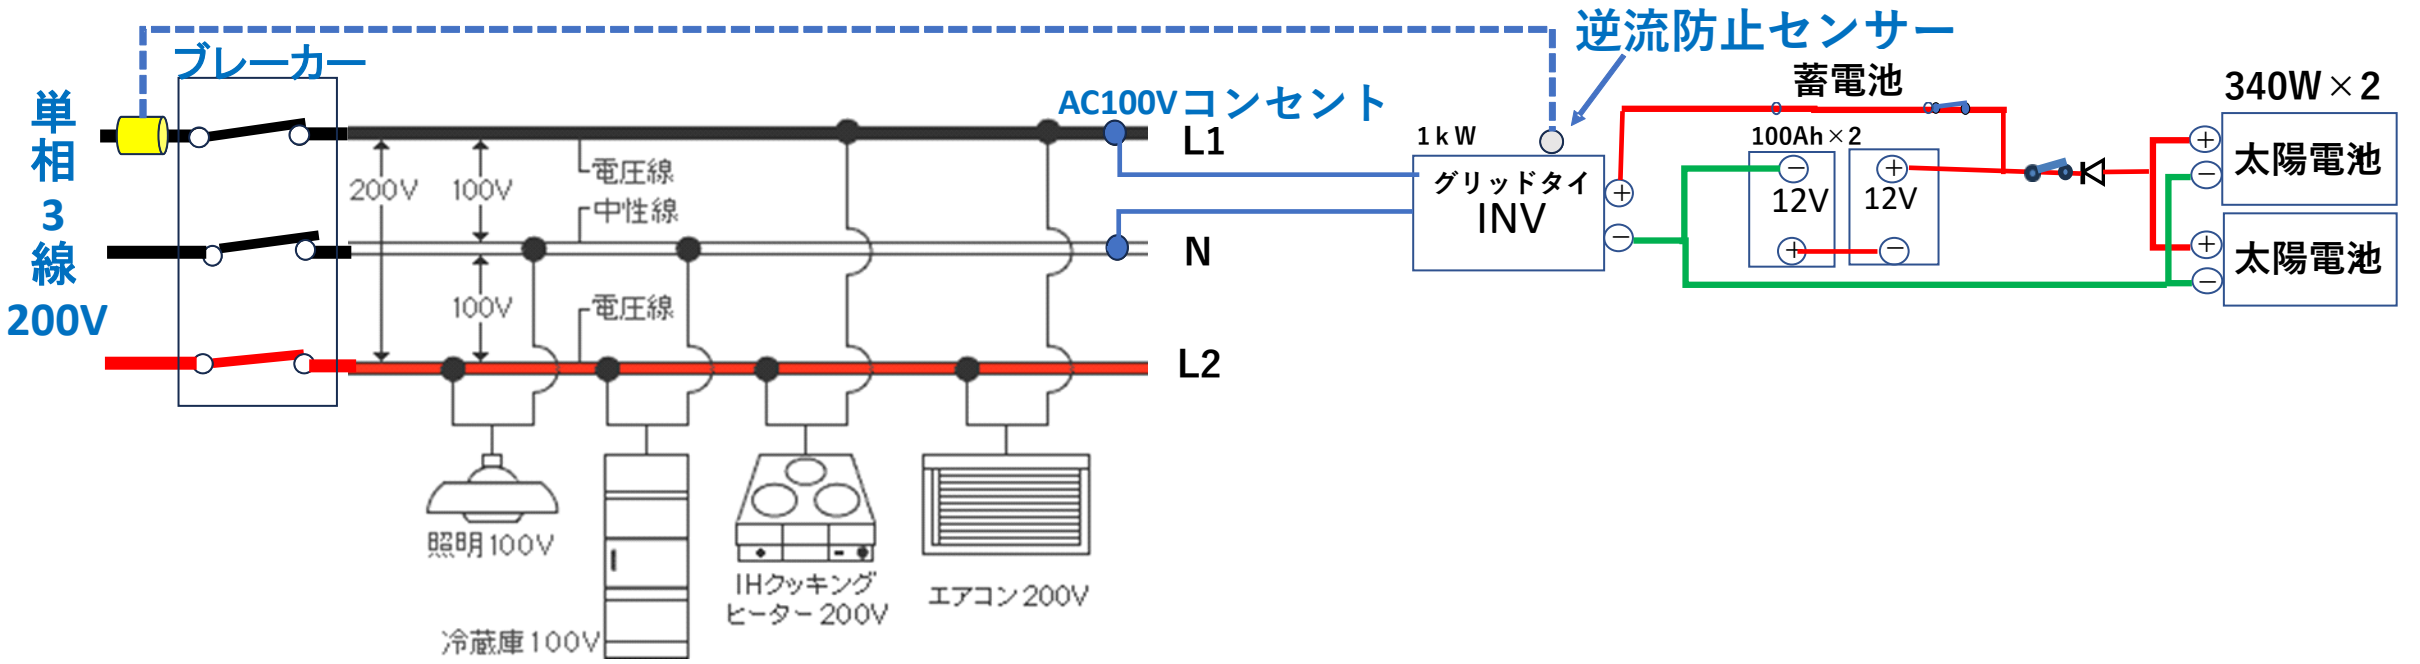 逆流防止センサー
ブレーカー
蓄電池
340W×2
単相3線200V
AC100Vコンセント
L1
1kW
100Ah×2
太陽電池
電圧線
200V
100V
グリッドタイ
INV
12V
12V
中性線
N
太陽電池
100V
電圧線
L2
照明100V
IHクッキング
ヒーター200V
エアコン200V
冷蔵庫100V